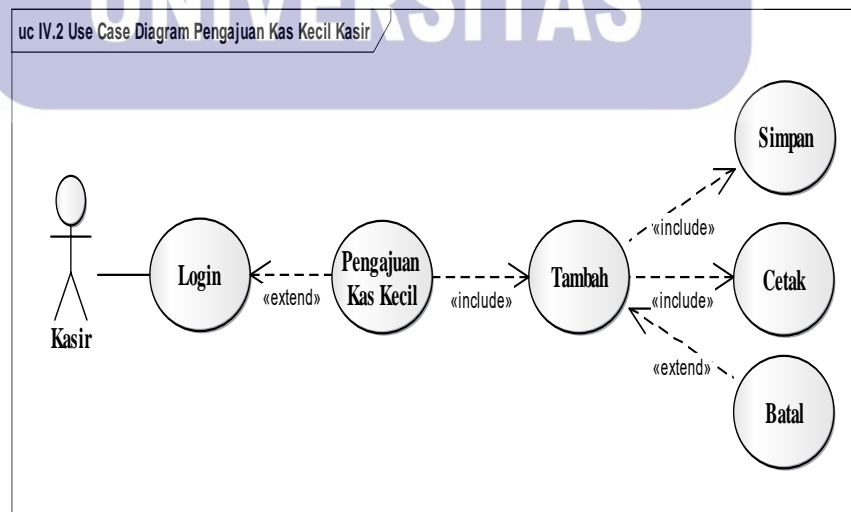 UNIVERSITAS
uc IV.2 Use Case Diagram Pengajuan Kas Kecil Kasir
Simpan
«include»
Login
Pengajuan
Kas Kecil
Tambah
Cetak
«extend»
«include»
«include»
Kasir
«extend»
Batal